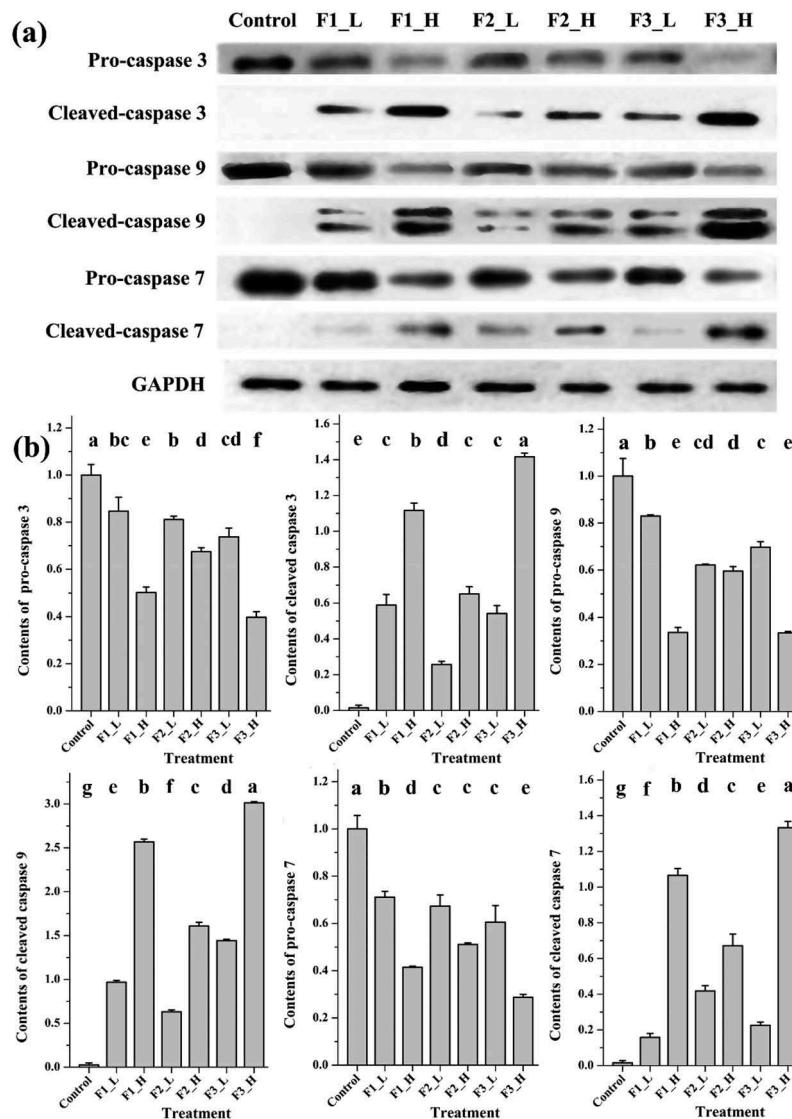 (a)
Control F1_L F1_H F2_L F2_H F3_L F3_H
Pro-caspase 3
Cleaved-caspase 3
Pro-caspase 9
Cleaved-caspase 9
Pro-caspase 7
Cleaved-caspase 7
GAPDH
(b)
Contents of pro-caspase 3
1.2
1.0
0.8
0.6
0.4
0.2
0.0
a bc e b d cd f
Control F1_L F1_H F2_L F2_H F3_L F3_H
Treatment
Contents of cleaved caspase 3
1.6
1.4
1.2
1.0
0.8
0.6
0.4
0.2
0.0
e c b d c c a
Control F1_L F1_H F2_L F2_H F3_L F3_H
Treatment
Contents of pro-caspase 9
1.2
1.0
0.8
0.6
0.4
0.2
0.0
a b e cd d c e
Control F1_L F1_H F2_L F2_H F3_L F3_H
Treatment
Contents of cleaved caspase 9
3.0
2.5
2.0
1.5
1.0
0.5
0.0
g e b f c d a
Control F1_L F1_H F2_L F2_H F3_L F3_H
Treatment
Contents of pro-caspase 7
1.2
1.0
0.8
0.6
0.4
0.2
0.0
a b d c c c e
Control F1_L F1_H F2_L F2_H F3_L F3_H
Treatment
Contents of cleaved caspase 7
1.6
1.4
1.2
1.0
0.8
0.6
0.4
0.2
0.0
g f b d c e a
Control F1_L F1_H F2_L F2_H F3_L F3_H
Treatment